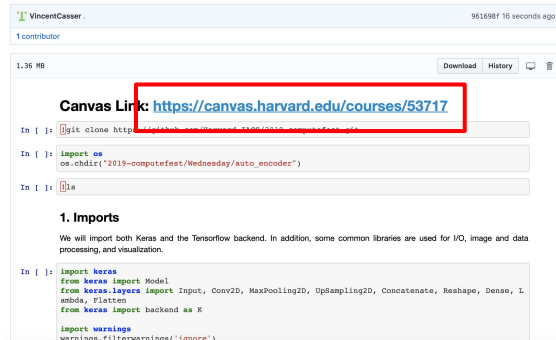 VincentCasser .
961698f 16 seconds ago
1 contributor
1.36 MB
Download
History
Canvas Link: https://canvas.harvard.edu/courses/53717
In [ ]: !git clone https://github.com/Harvard-IACS/2019-computefest.git
In [ ]: import os
os.chdir("2019-computefest/Wednesday/auto_encoder")
In [ ]: !ls
1. Imports
We will import both Keras and the Tensorflow backend. In addition, some common libraries are used for I/O, image and data
processing, and visualization.
In [ ]: import keras
from keras import Model
from keras.layers import Input, Conv2D, MaxPooling2D, UpSampling2D, Concatenate, Reshape, Dense, L
ambda, Flatten
from keras import backend as K
import warnings
warnings.filterwarnings('ignore')